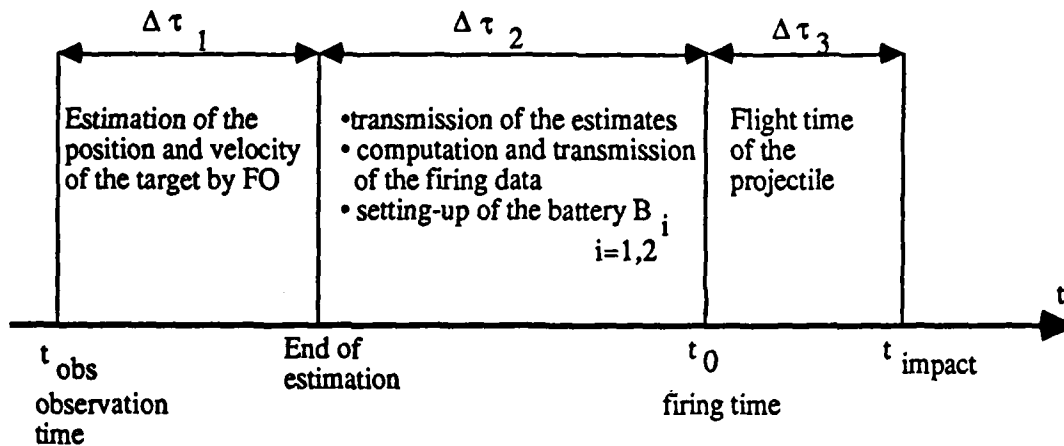 Δ τ 1
Δ τ 2
Δ τ 3
Estimation of the
position and velocity
of the target by FO
•transmission of the estimates
• computation and transmission
of the firing data
• setting-up of the battery B i
i=1,2
Flight time
of the
projectile
t
t obs
observation
time
End of
estimation
t 0
firing time
t impact